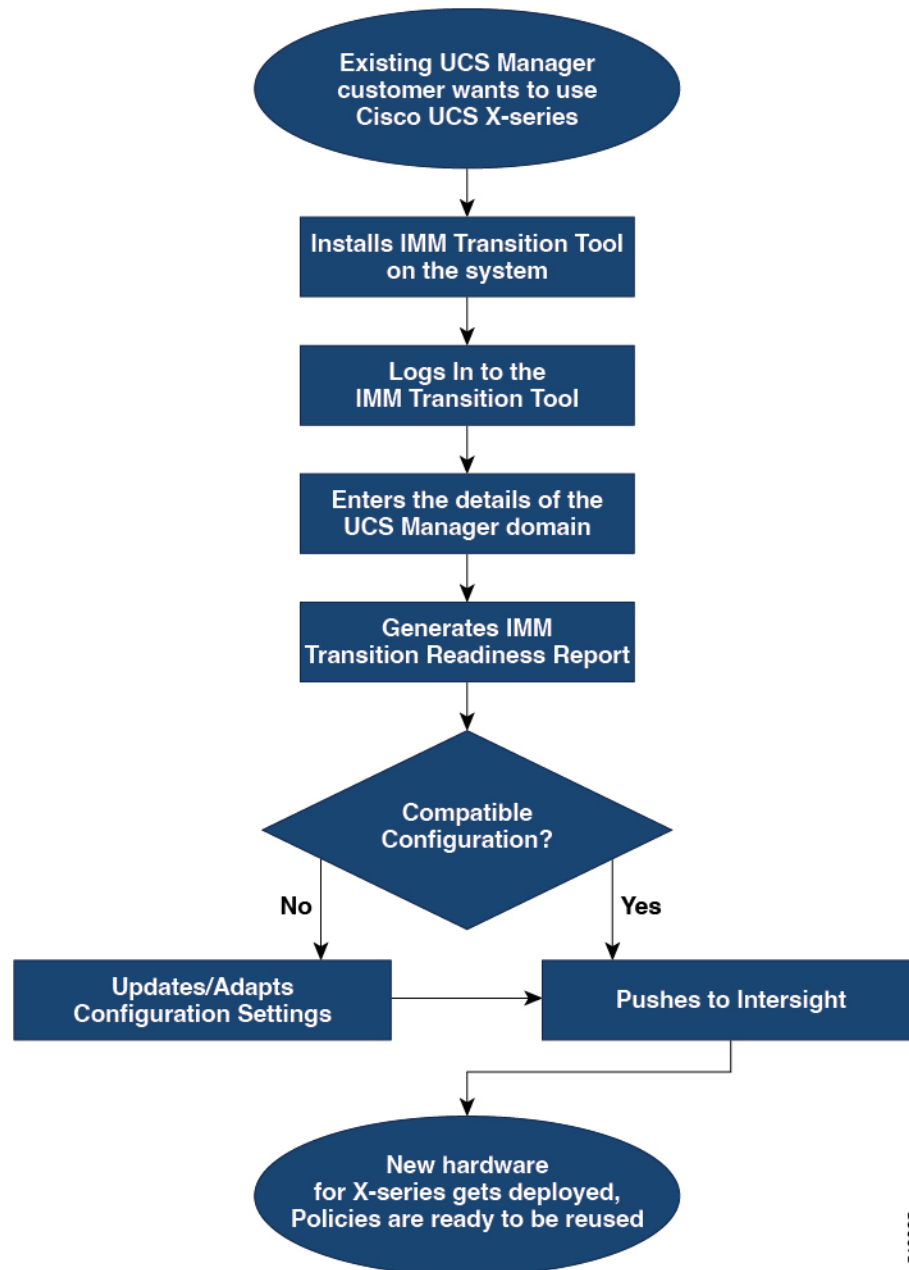 Existing UCS Manager
customer wants to use
Cisco UCS X-series
Installs IMM Transition Tool
on the system
Logs In to the
IMM Transition Tool
Enters the details of the
UCS Manager domain
Generates IMM
Transition Readiness Report
Compatible
Configuration?
No
Yes
Updates/Adapts
Configuration Settings
Pushes to Intersight
New hardware
for X-series gets deployed,
Policies are ready to be reused